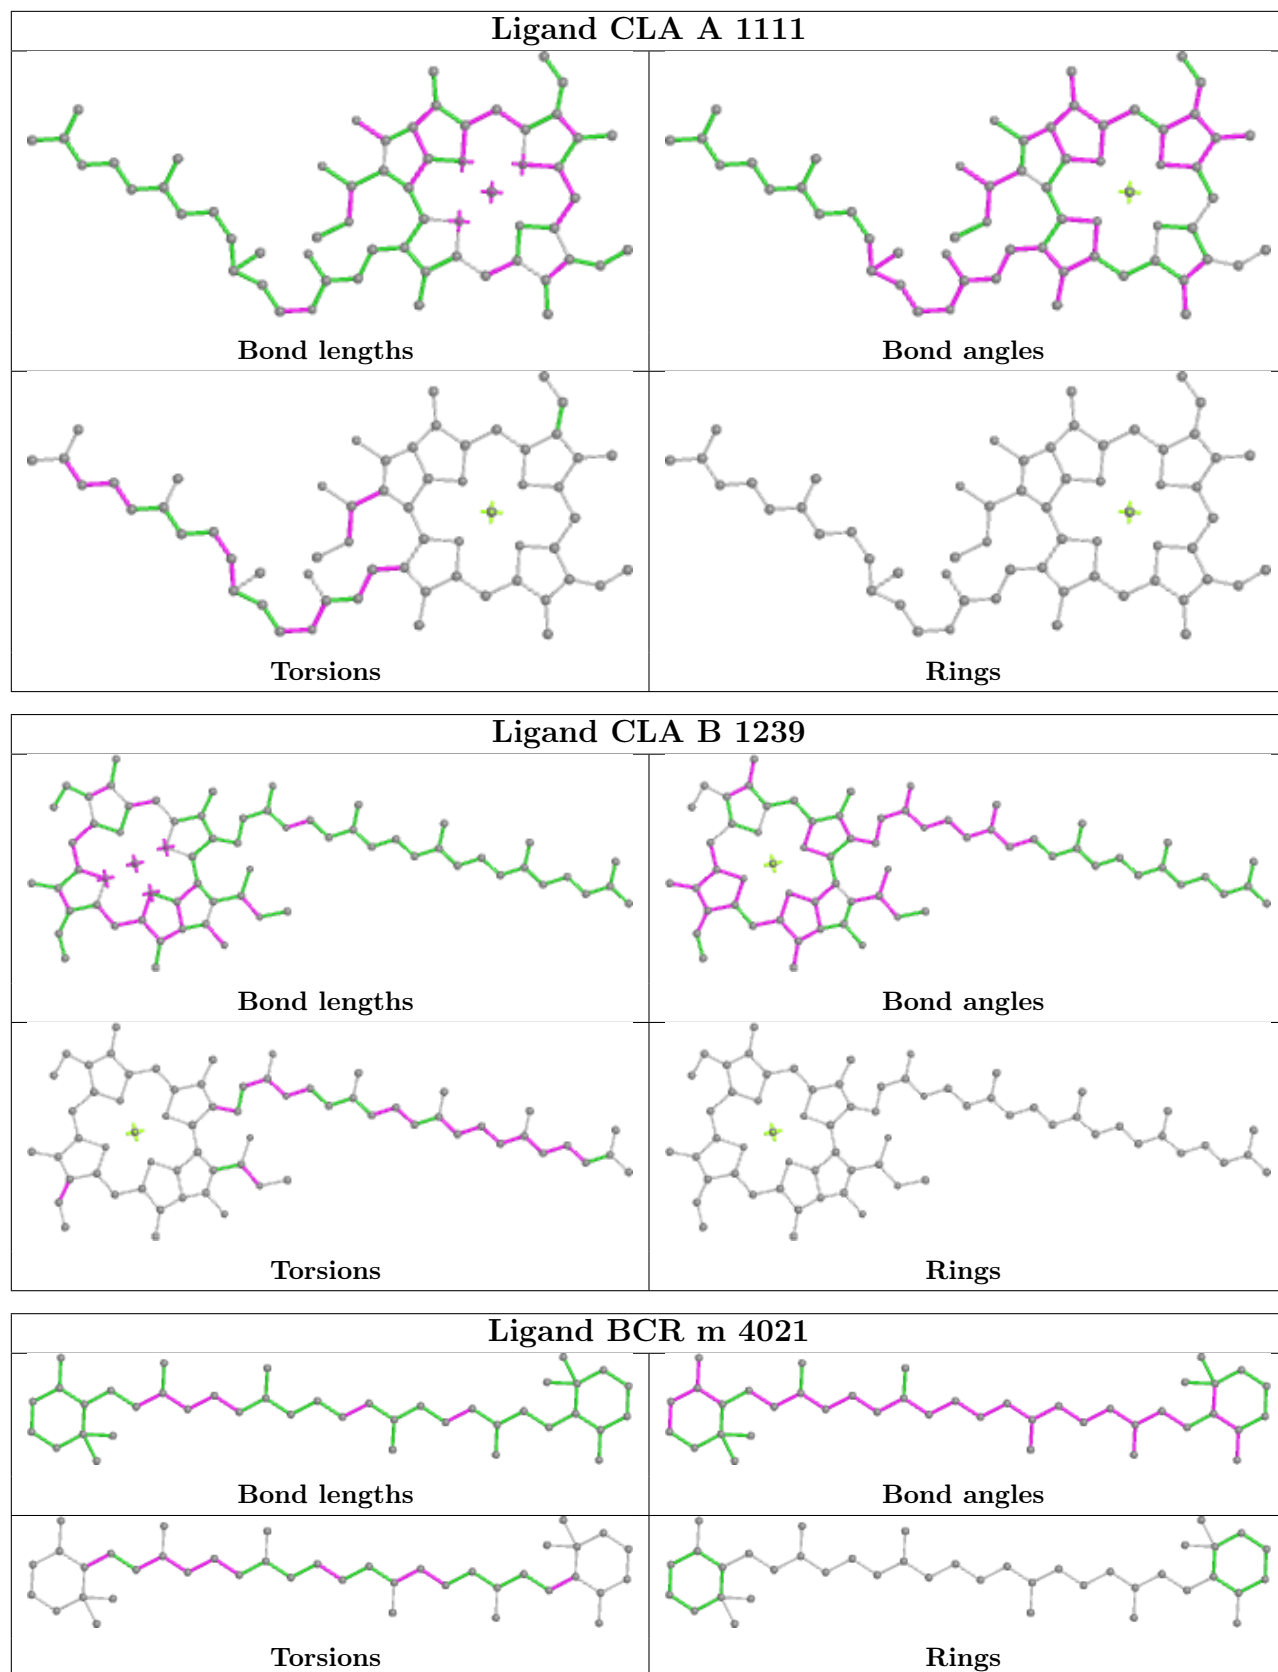 Ligand CLA A 1111
Bond lengths
Bond angles
Torsions
Rings
Ligand CLA B 1239
Bond lengths
Bond angles
Torsions
Rings
Ligand BCR m 4021
Bond lengths
Bond angles
Torsions
Rings